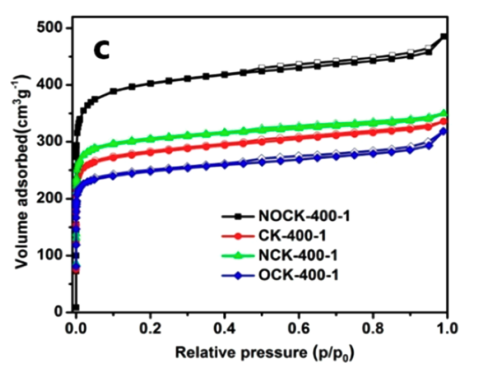 c
500
400
300
200
100
0
Volume adsorbed(cm³g⁻¹)
NOCK-400-1
CK-400-1
NCK-400-1
OCK-400-1
0.0 0.2 0.4 0.6 0.8 1.0
Relative pressure (p/p₀)